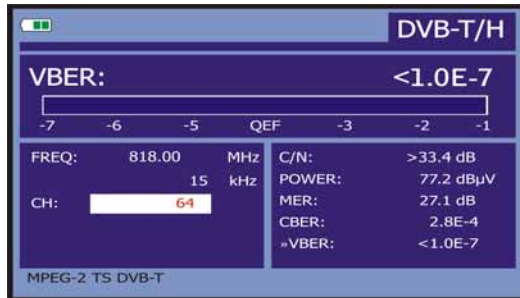 DVB-T/H
VBER: <1.0E-7
-7 -6 -5 QEF -3 -2 -1
FREQ: 818.00 MHz
15 kHz
CH: 64
C/N: >33.4 dB
POWER: 77.2 dBµV
MER: 27.1 dB
CBER: 2.8E-4
»VBER: <1.0E-7
MPEG-2 TS DVB-T